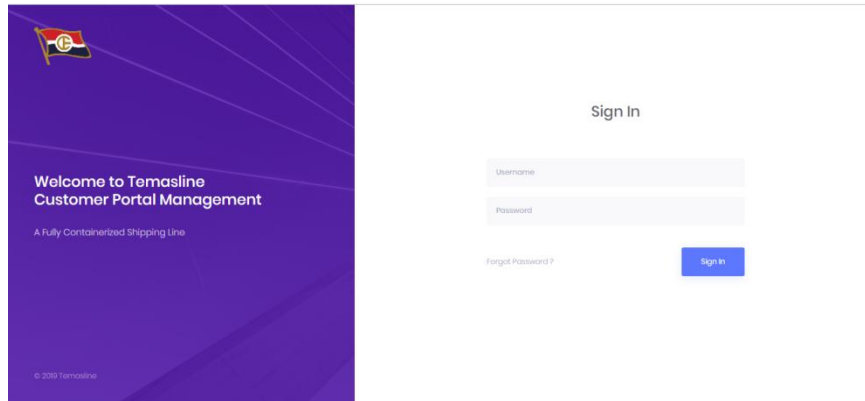 Welcome to Temasline
Customer Portal Management
A Fully Containerized Shipping Line
© 2019 Temasline
Sign In
Username
Password
Forgot Password ?
Sign In